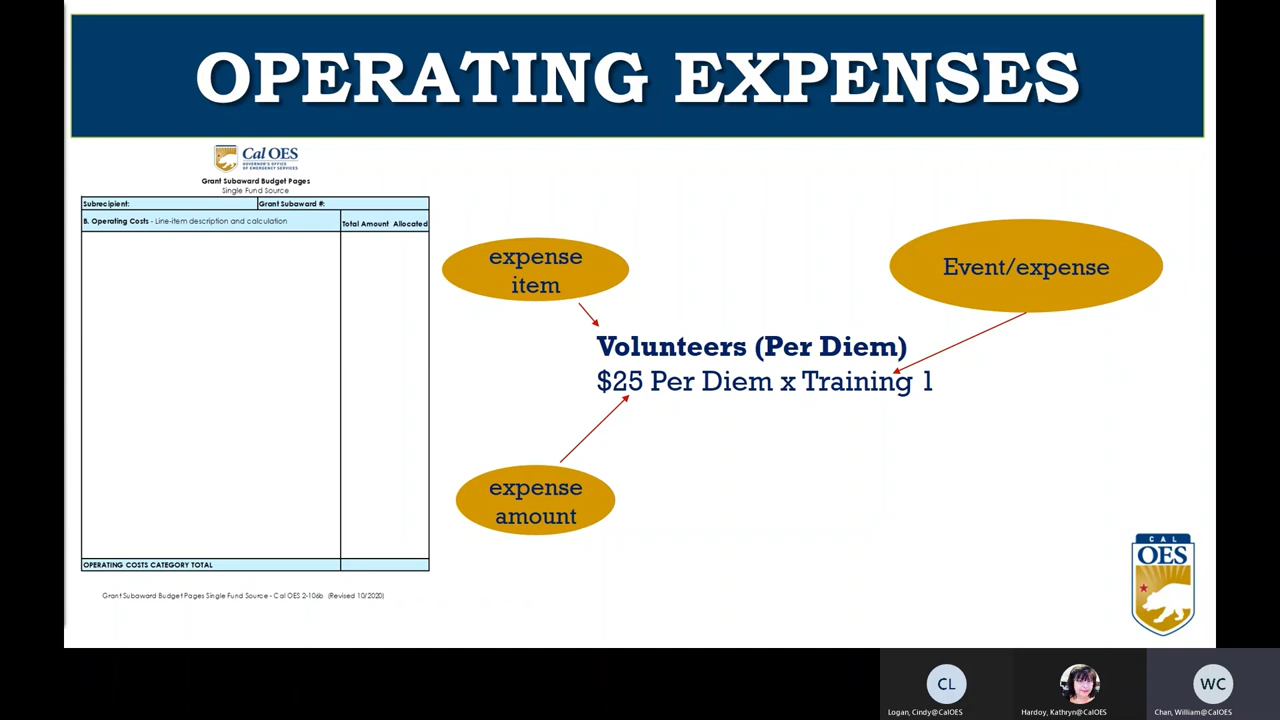 OPERATING EXPENSES
Cal OES
GOVERNOR'S OFFICE
OF EMERGENCY SERVICES
Grant Subaward Budget Pages
Single Fund Source
Subrecipient: Grant Subaward #:
B. Operating Costs - Line-item description and calculation Total Amount Allocated
expense
item
Event/expense
Volunteers (Per Diem)
$25 Per Diem x Training 1
expense
amount
OPERATING COSTS CATEGORY TOTAL
Grant Subaward Budget Pages Single Fund Source - Cal OES 2-106b (Revised 10/2020)
CAL
OES
CL
WC
Logan, Cindy@CalOES
Hardoy, Kathryn@CalOES
Chan, William@CalOES